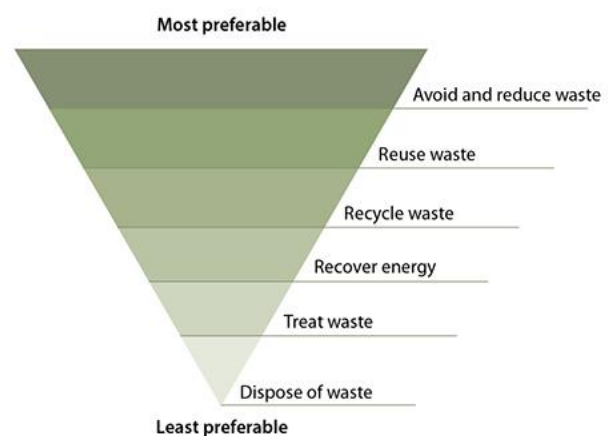 Most preferable
Avoid and reduce waste
Reuse waste
Recycle waste
Recover energy
Treat waste
Dispose of waste
Least preferable